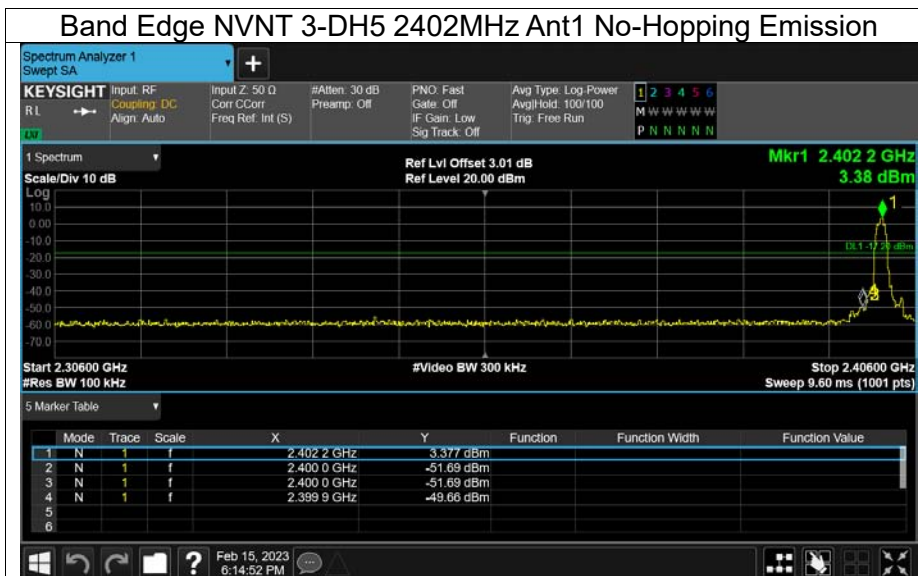 Band Edge NVNT 3-DH5 2402MHz Ant1 No-Hopping Emission
Spectrum Analyzer 1
Swept SA
+
KEYSIGHT Input: RF Input Z: 50 Ω #Atten: 30 dB PNO: Fast Avg Type: Log-Power 1 2 3 4 5 6
RL Coupling: DC Corr CCorr Preamp: Off Gate: Off Avg|Hold: 100/100 M W W W W W
Align: Auto Freq Ref: Int (S) IF Gain: Low Trig: Free Run
LXI Sig Track: Off P N N N N N
1 Spectrum Ref Lvl Offset 3.01 dB Mkr1 2.402 2 GHz
Scale/Div 10 dB Ref Level 20.00 dBm 3.38 dBm
Log
10.0
0.00
-10.0
-20.0
-30.0
-40.0
-50.0
-60.0
-70.0
1
Start 2.30600 GHz #Video BW 300 kHz Stop 2.40600 GHz
#Res BW 100 kHz Sweep 9.60 ms (1001 pts)
5 Marker Table
Mode Trace Scale X Y Function Function Width Function Value
1 N 1 f 2.402 2 GHz 3.377 dBm
2 N 1 f 2.400 0 GHz -51.69 dBm
3 N 1 f 2.400 0 GHz -51.69 dBm
4 N 1 f 2.399 9 GHz -49.66 dBm
5
6
? Feb 15, 2023
6:14:52 PM